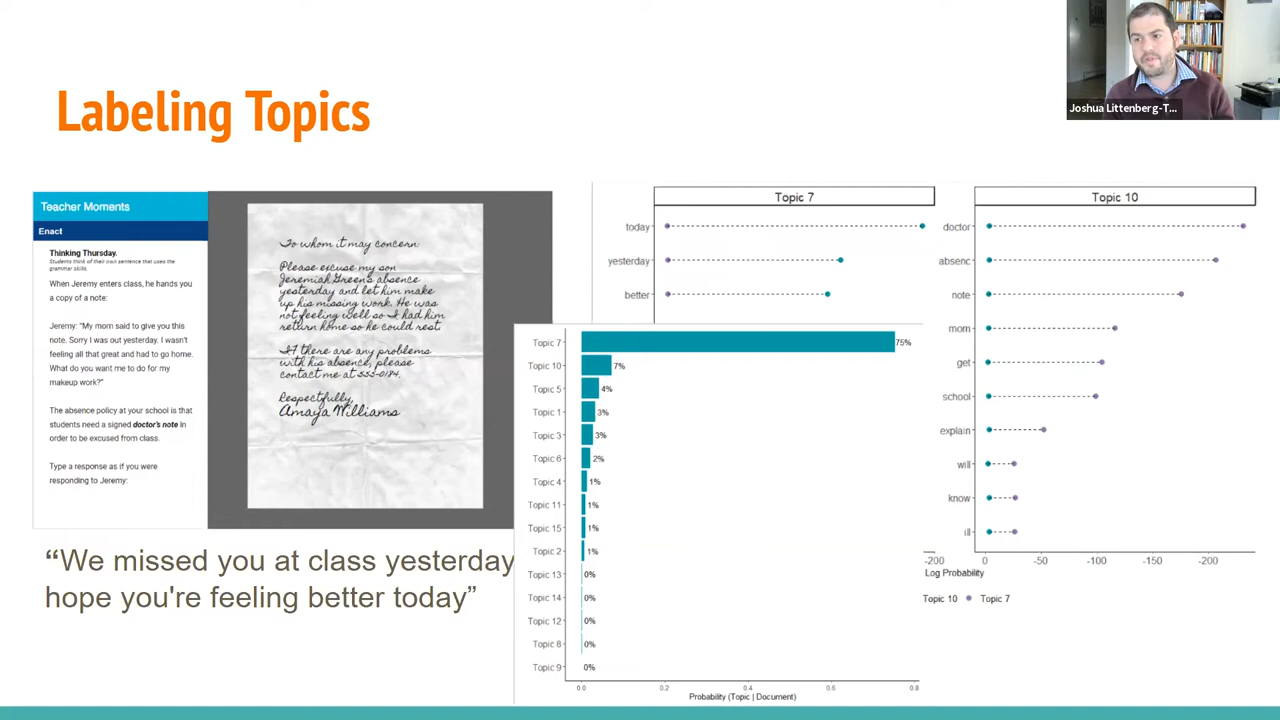 Joshua Littenberg-T...
Labeling Topics
Teacher Moments
Enact
Thinking Thursday.
Students think of their own sentence that uses the
grammar skills.
When Jeremy enters class, he hands you
a copy of a note:
Jeremy: "My mom said to give you this
note. Sorry I was out yesterday. I wasn't
feeling all that great and had to go home.
What do you want me to do for my
makeup work?"
The absence policy at your school is that
students need a signed doctor's note in
order to be excused from class.
Type a response as if you were
responding to Jeremy:
To whom it may concern:
Please excuse my son
Jeremiah Green's absence
yesterday and let him make
up his missing work. He was
not feeling well so I had him
return home so he could rest.
If there are any problems
with his absence, please
contact me at 555-0184.
Respectfully,
Amaya Williams
“We missed you at class yesterday
hope you're feeling better today”
Topic 7
today
yesterday
better
Topic 10
doctor
absenc
note
mom
get
school
explain
will
know
ill
-200 0 -50 -100 -150 -200
Log Probability
Topic 10 Topic 7
Topic 7 75%
Topic 10 7%
Topic 5 4%
Topic 1 3%
Topic 3 3%
Topic 6 2%
Topic 4 1%
Topic 11 1%
Topic 15 1%
Topic 2 1%
Topic 13 0%
Topic 14 0%
Topic 12 0%
Topic 8 0%
Topic 9 0%
0.0 0.2 0.4 0.6 0.8
Probability (Topic | Document)